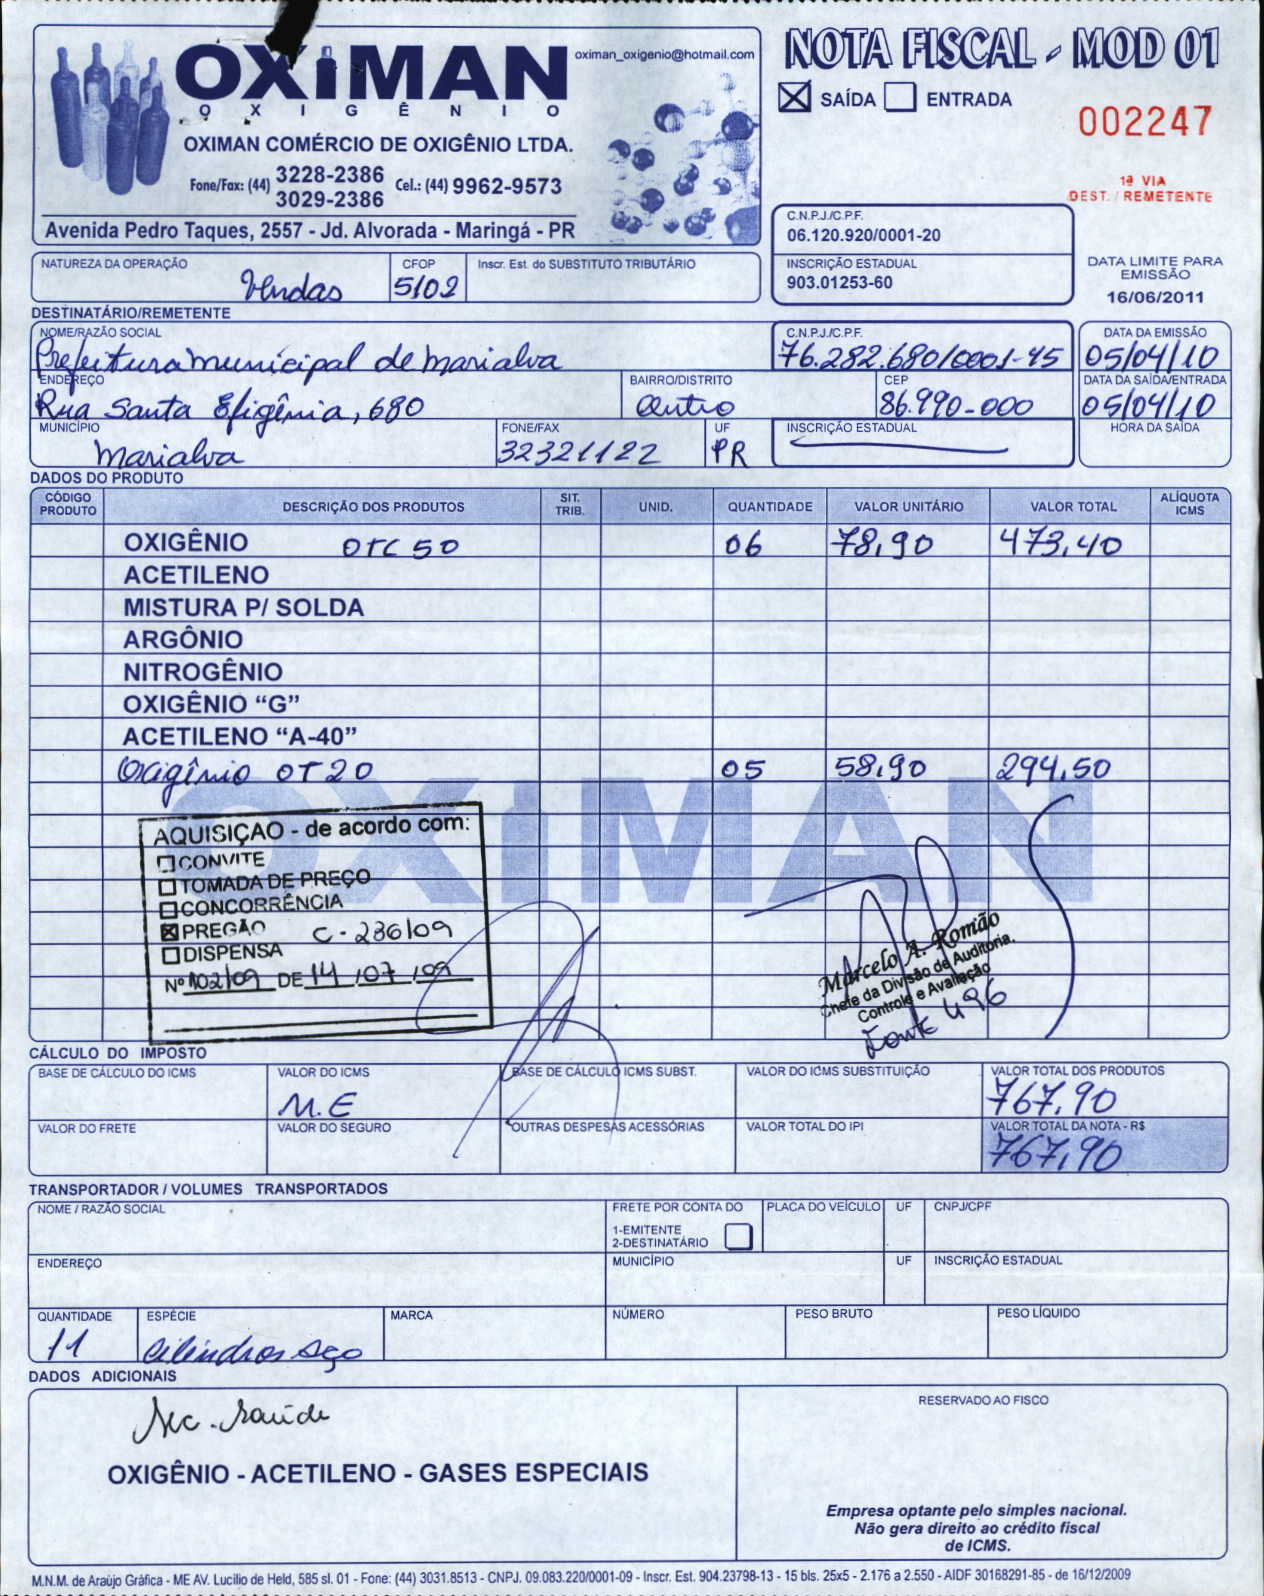 OXIMAN
OXIGÊNIO
oximan_oxigenio@hotmail.com
OXIMAN COMÉRCIO DE OXIGÊNIO LTDA.
Fone/Fax: (44) 3228-2386 3029-2386 Cel.: (44) 9962-9573
Avenida Pedro Taques, 2557 - Jd. Alvorada - Maringá - PR
NOTA FISCAL - MOD 01
X SAÍDA ENTRADA
002247
1ª VIA
DEST. / REMETENTE
C.N.P.J./C.P.F.
06.120.920/0001-20
INSCRIÇÃO ESTADUAL
903.01253-60
DATA LIMITE PARA
EMISSÃO
16/06/2011
NATUREZA DA OPERAÇÃO CFOP Inscr. Est. do SUBSTITUTO TRIBUTÁRIO
Vendas 5102
DESTINATÁRIO/REMETENTE
NOME/RAZÃO SOCIAL C.N.P.J./C.P.F. DATA DA EMISSÃO
Prefeitura municipal de marialva 76.282.680/0001-45 05/04/10
ENDEREÇO BAIRRO/DISTRITO CEP DATA DA SAÍDA/ENTRADA
Rua Santa Efigênia, 680 Centro 86.990-000 05/04/10
MUNICÍPIO FONE/FAX UF INSCRIÇÃO ESTADUAL HORA DA SAÍDA
marialva 32321122 PR
DADOS DO PRODUTO
CÓDIGO PRODUTO DESCRIÇÃO DOS PRODUTOS SIT. TRIB. UNID. QUANTIDADE VALOR UNITÁRIO VALOR TOTAL ALÍQUOTA ICMS
OXIGÊNIO OTC 50 06 78,90 473,40
ACETILENO
MISTURA P/ SOLDA
ARGÔNIO
NITROGÊNIO
OXIGÊNIO “G”
ACETILENO “A-40”
Oxigênio OT 20 05 58,90 294,50
OXIMAN
AQUISIÇAO - de acordo com:
CONVITE
TOMADA DE PREÇO
CONCORRÊNCIA
X PREGÃO C-236/09
DISPENSA
Nº 102/09 DE 14/07/09
Marcelo A. Romão
Chefe da Divisão de Auditoria,
Controle e Avaliação
Fonte 496
CÁLCULO DO IMPOSTO
BASE DE CÁLCULO DO ICMS VALOR DO ICMS BASE DE CÁLCULO ICMS SUBST. VALOR DO ICMS SUBSTITUIÇÃO VALOR TOTAL DOS PRODUTOS
M.E 767,90
VALOR DO FRETE VALOR DO SEGURO OUTRAS DESPESAS ACESSÓRIAS VALOR TOTAL DO IPI VALOR TOTAL DA NOTA - R$
767,90
TRANSPORTADOR / VOLUMES TRANSPORTADOS
NOME / RAZÃO SOCIAL FRETE POR CONTA DO PLACA DO VEÍCULO UF CNPJ/CPF
1-EMITENTE
2-DESTINATÁRIO
ENDEREÇO MUNICÍPIO UF INSCRIÇÃO ESTADUAL
QUANTIDADE ESPÉCIE MARCA NÚMERO PESO BRUTO PESO LÍQUIDO
11 Cilindros aço
DADOS ADICIONAIS
RESERVADO AO FISCO
Sec. Saúde
OXIGÊNIO - ACETILENO - GASES ESPECIAIS
Empresa optante pelo simples nacional.
Não gera direito ao crédito fiscal
de ICMS.
M.N.M. de Araújo Gráfica - ME AV. Lucilio de Held, 585 sl. 01 - Fone: (44) 3031.8513 - CNPJ. 09.083.220/0001-09 - Inscr. Est. 904.23798-13 - 15 bls. 25x5 - 2.176 a 2.550 - AIDF 30168291-85 - de 16/12/2009